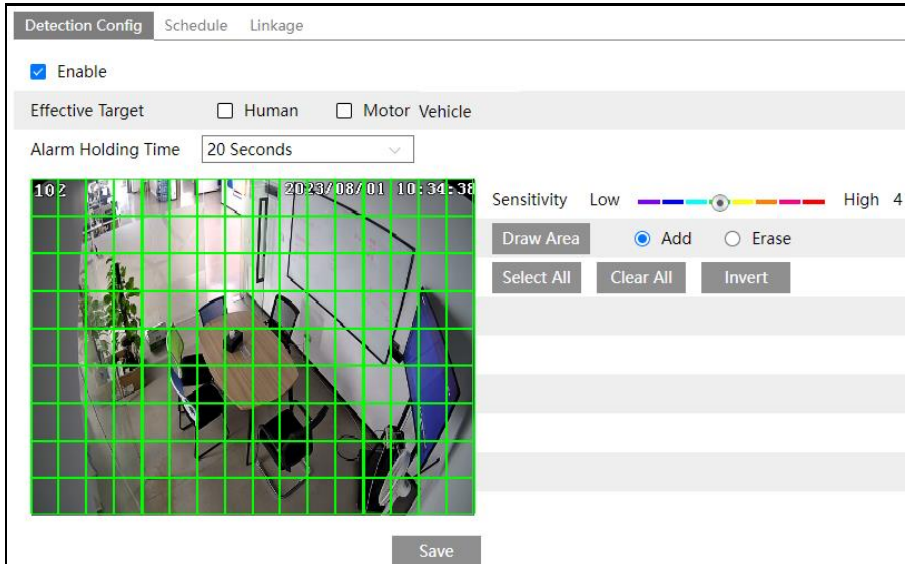 Detection Config Schedule Linkage
Enable
Effective Target Human Motor Vehicle
Alarm Holding Time 20 Seconds
102 2023/08/01 10:34:38
Sensitivity Low High 4
Draw Area Add Erase
Select All Clear All Invert
Save